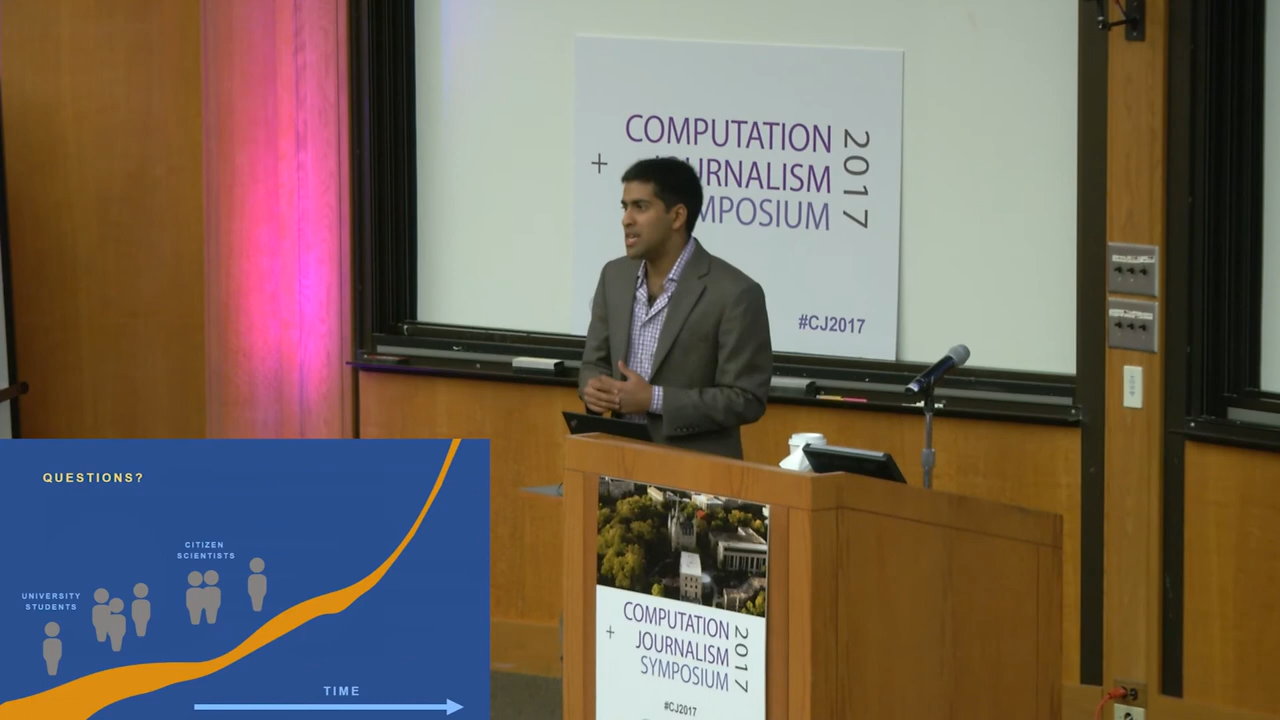 COMPUTATION
+ JOURNALISM
SYMPOSIUM
2017
#CJ2017
QUESTIONS?
CITIZEN
SCIENTISTS
UNIVERSITY
STUDENTS
TIME
COMPUTATION
+ JOURNALISM
SYMPOSIUM
2017
#CJ2017